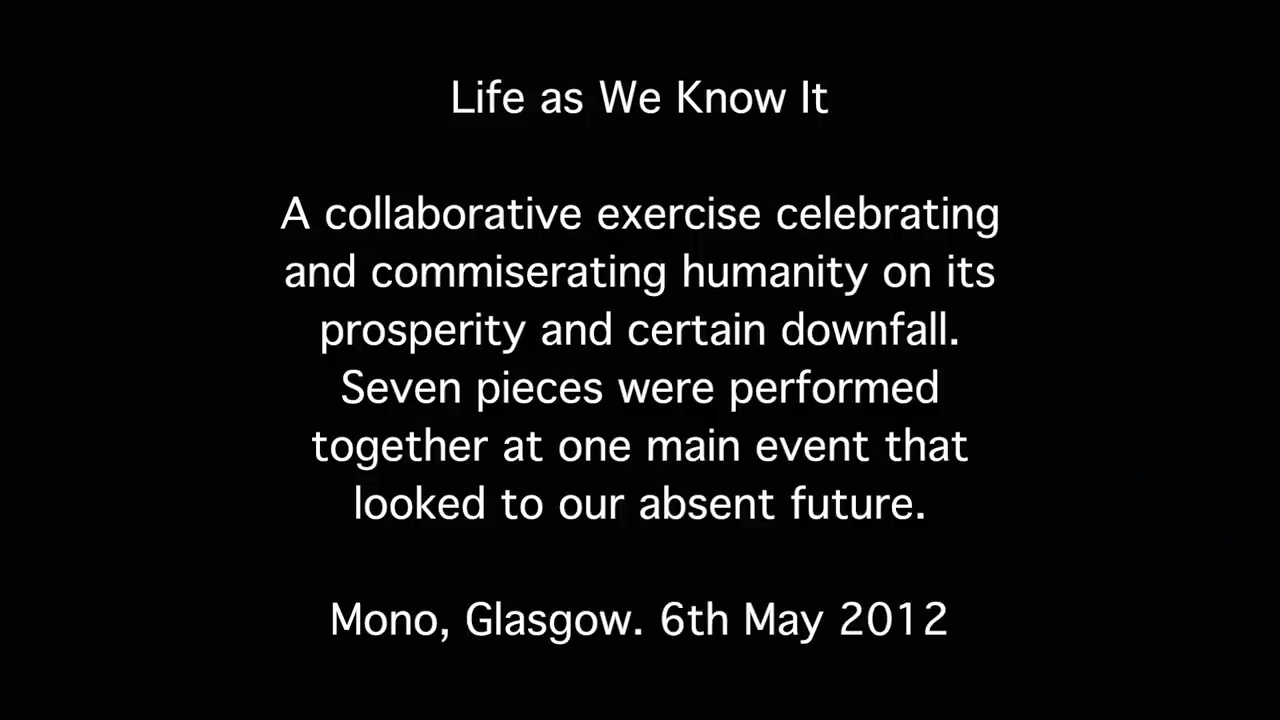 Life as We Know It
A collaborative exercise celebrating
and commiserating humanity on its
prosperity and certain downfall.
Seven pieces were performed
together at one main event that
looked to our absent future.
Mono, Glasgow. 6th May 2012